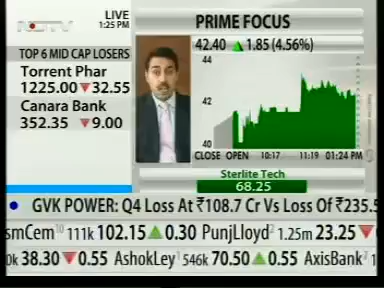 NDTV
LIVE
1:25 PM
PRIME FOCUS
TOP 6 MID CAP LOSERS
Torrent Phar
1225.00 ▼ 32.55
Canara Bank
352.35 ▼ 9.00
42.40 ▲ 1.85 (4.56%)
44
42
40
CLOSE OPEN 10:17 11:19 01:24 PM
Sterlite Tech
68.25
GVK POWER: Q4 Loss At ₹108.7 Cr Vs Loss Of ₹235.5
smCem 111k 102.15 ▲ 0.30 PunjLloyd² 1.25m 23.25 ▼
0k 38.30 ▼ 0.55 AshokLey¹ 546k 70.50 ▲ 0.55 AxisBank²